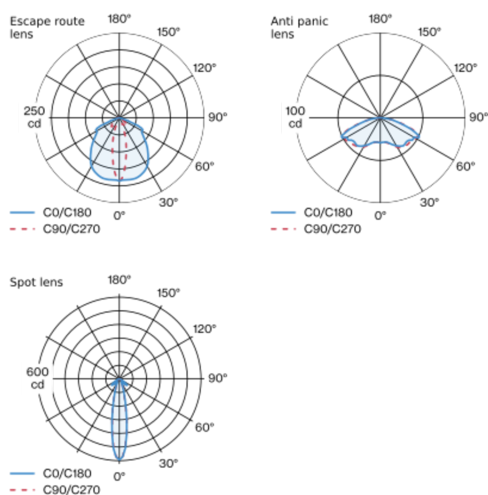 Escape route
lens
180°
150°
120°
90°
60°
30°
0°
250
cd
C0/C180
C90/C270
Anti panic
lens
180°
150°
120°
90°
60°
30°
0°
100
cd
C0/C180
C90/C270
Spot lens
180°
150°
120°
90°
60°
30°
0°
600
cd
C0/C180
C90/C270